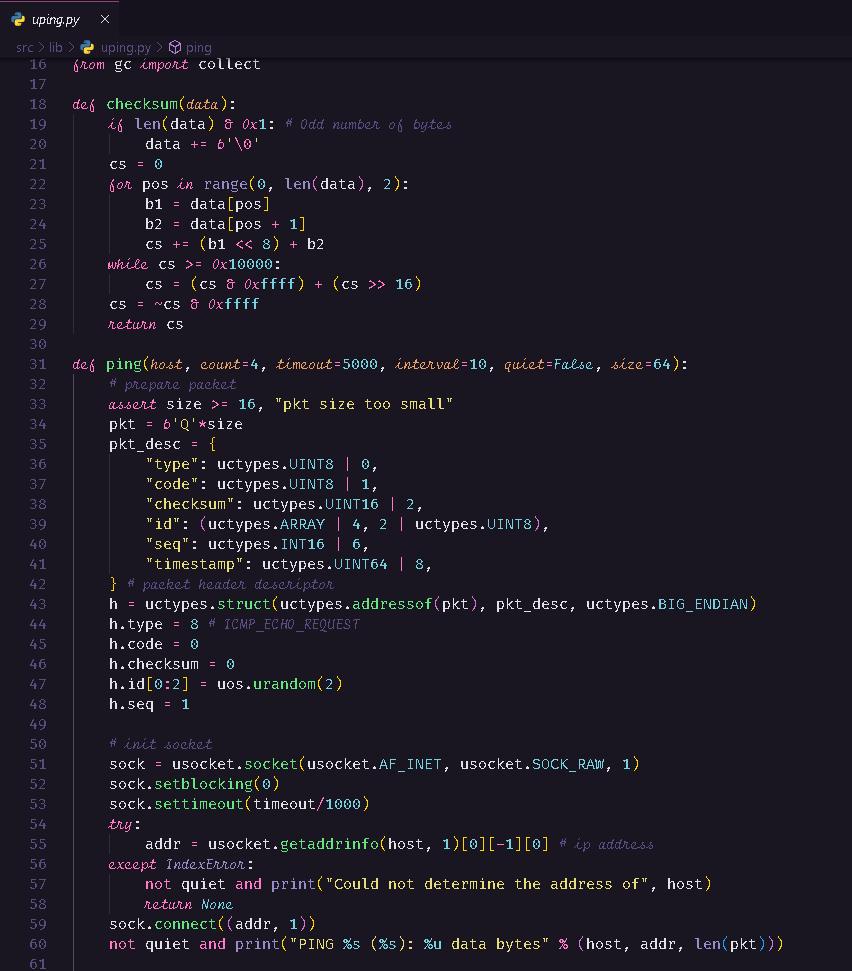 uping.py ×
src > lib > uping.py > ping
16 from gc import collect
17
18 def checksum(data):
19     if len(data) & 0x1: # Odd number of bytes
20         data += b'\0'
21     cs = 0
22     for pos in range(0, len(data), 2):
23         b1 = data[pos]
24         b2 = data[pos + 1]
25         cs += (b1 << 8) + b2
26     while cs >= 0x10000:
27         cs = (cs & 0xffff) + (cs >> 16)
28     cs = ~cs & 0xffff
29     return cs
30
31 def ping(host, count=4, timeout=5000, interval=10, quiet=False, size=64):
32     # prepare packet
33     assert size >= 16, "pkt size too small"
34     pkt = b'Q'*size
35     pkt_desc = {
36         "type": uctypes.UINT8 | 0,
37         "code": uctypes.UINT8 | 1,
38         "checksum": uctypes.UINT16 | 2,
39         "id": (uctypes.ARRAY | 4, 2 | uctypes.UINT8),
40         "seq": uctypes.INT16 | 6,
41         "timestamp": uctypes.UINT64 | 8,
42     } # packet header descriptor
43     h = uctypes.struct(uctypes.addressof(pkt), pkt_desc, uctypes.BIG_ENDIAN)
44     h.type = 8 # ICMP_ECHO_REQUEST
45     h.code = 0
46     h.checksum = 0
47     h.id[0:2] = uos.urandom(2)
48     h.seq = 1
49
50     # init socket
51     sock = usocket.socket(usocket.AF_INET, usocket.SOCK_RAW, 1)
52     sock.setblocking(0)
53     sock.settimeout(timeout/1000)
54     try:
55         addr = usocket.getaddrinfo(host, 1)[0][-1][0] # ip address
56     except IndexError:
57         not quiet and print("Could not determine the address of", host)
58         return None
59     sock.connect((addr, 1))
60     not quiet and print("PING %s (%s): %u data bytes" % (host, addr, len(pkt)))
61